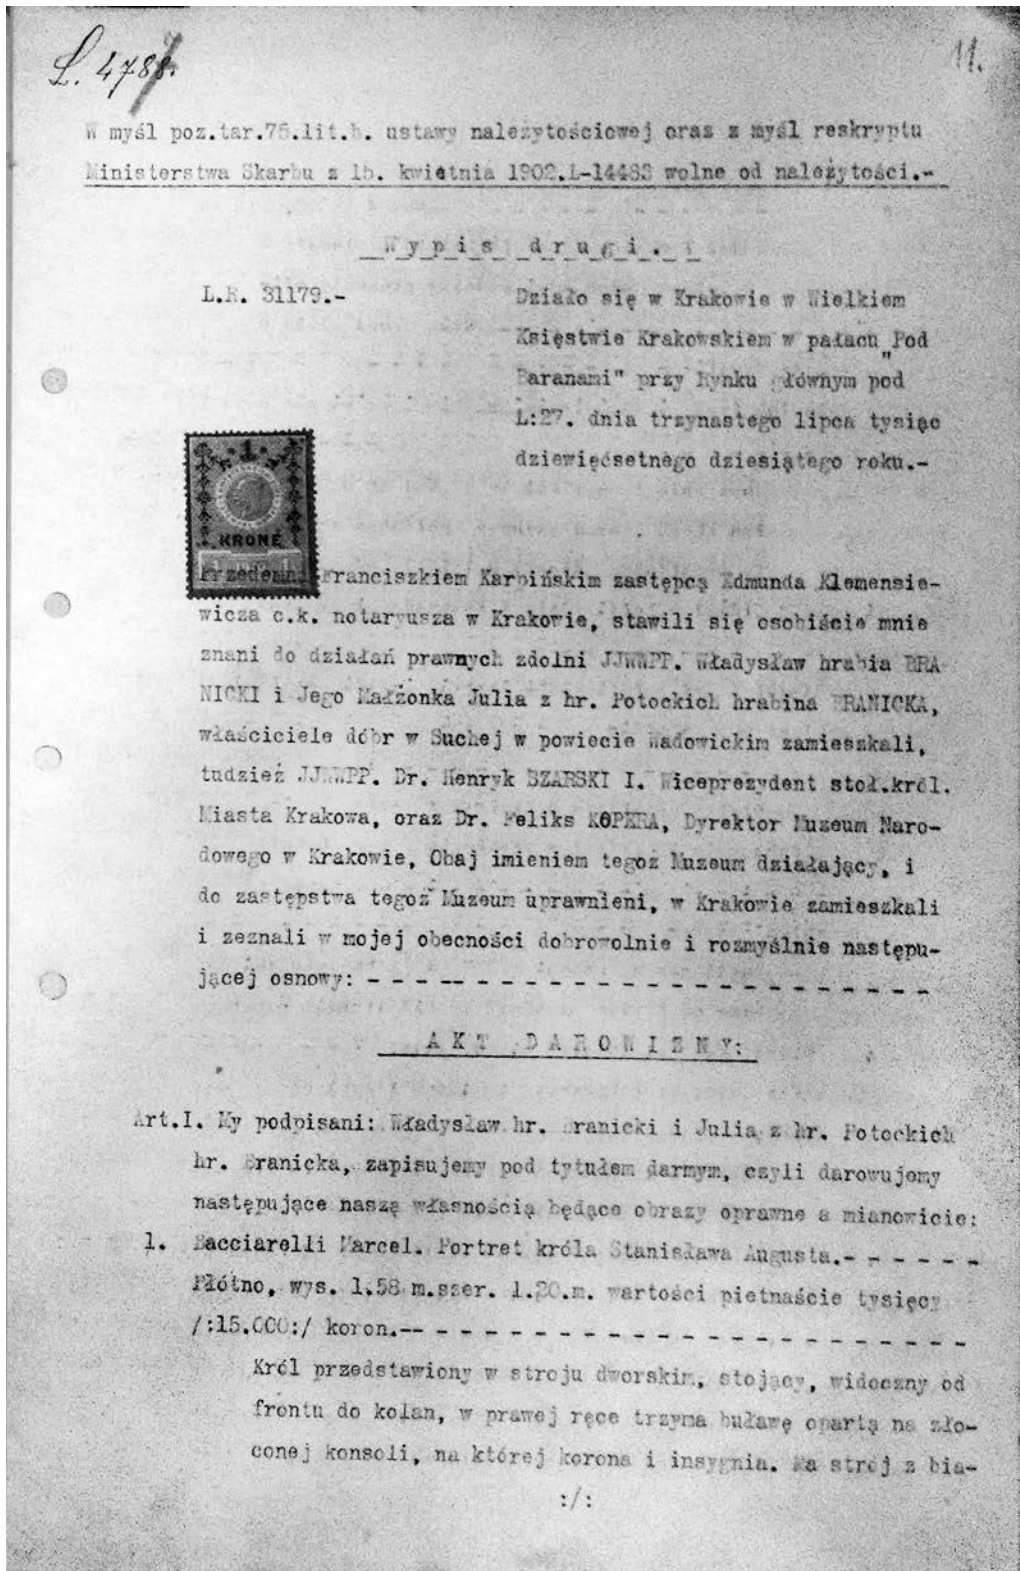 L. 4788.
11.
W myśl poz.tar.75.lit.b. ustawy należytościowej oraz z myśl reskryptu
Ministerstwa Skarbu z 15. kwietnia 1902.L-14483 wolne od należytości.-
Wypis drugi.
L.R. 31179.-
Działo się w Krakowie w Wielkiem
Księstwie Krakowskiem w pałacu "Pod
Baranami" przy Rynku głównym pod
L:27. dnia trzynastego lipca tysiąc
dziewięćsetnego dziesiątego roku.-
1
KRONE
1 1910 1
Przedemną Franciszkiem Karpińskim zastępcą Edmunda Klemensie-
wicza c.k. notaryusza w Krakowie, stawili się osobiście mnie
znani do działań prawnych zdolni JJWWPP. Władysław hrabia BRA-
NICKI i Jego Małżonka Julia z hr. Potockich hrabina BRANICKA,
właściciele dóbr w Suchej w powiecie Wadowickim zamieszkali,
tudzież JJWWPP. Dr. Henryk SZARSKI I. Wiceprezydent stoł.król.
Miasta Krakowa, oraz Dr. Feliks KOPERA, Dyrektor Muzeum Naro-
dowego w Krakowie, Obaj imieniem tegoż Muzeum działający, i
do zastępstwa tegoż Muzeum uprawnieni, w Krakowie zamieszkali
i zeznali w mojej obecności dobrowolnie i rozmyślnie następu-
jącej osnowy: - - - - - - - - - - - - - - - - - - - - - - - -
AKT DAROWIZNY:
Art.I. My podpisani: Władysław hr. Branicki i Julia z hr. Potockich
hr. Branicka, zapisujemy pod tytułem darmym, czyli darowujemy
następujące naszą własnością będące obrazy oprawne a mianowicie:
1. Bacciarelli Marcel. Portret króla Stanisława Augusta.- - - - - -
Płótno, wys. 1.58 m.szer. 1.20.m. wartości pietnaście tysięcy
/:15.000:/ koron.-- - - - - - - - - - - - - - - - - - - - - -
Król przedstawiony w stroju dworskim, stojący, widoczny od
frontu do kolan, w prawej ręce trzyma buławę opartą na zło-
conej konsoli, na której korona i insygnia. Ma strój z bia-
:/: